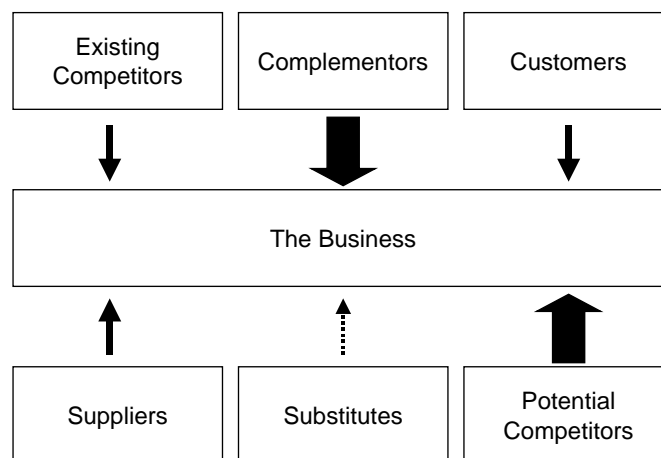 Existing
Competitors
Complementors
Customers
The Business
Suppliers
Substitutes
Potential
Competitors